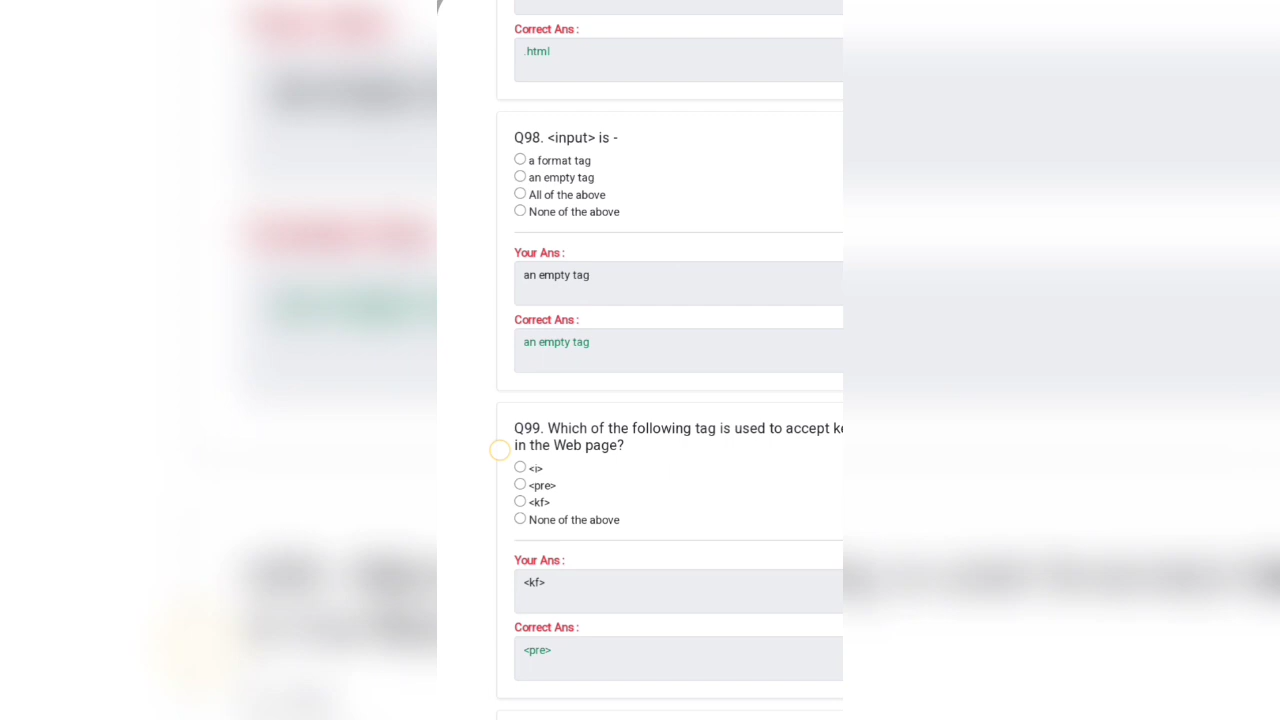 Correct Ans :
.html
Q98. <input> is -
a format tag
an empty tag
All of the above
None of the above
Your Ans :
an empty tag
Correct Ans :
an empty tag
Q99. Which of the following tag is used to accept
in the Web page?
<i>
<pre>
<kf>
None of the above
Your Ans :
<kf>
Correct Ans :
<pre>